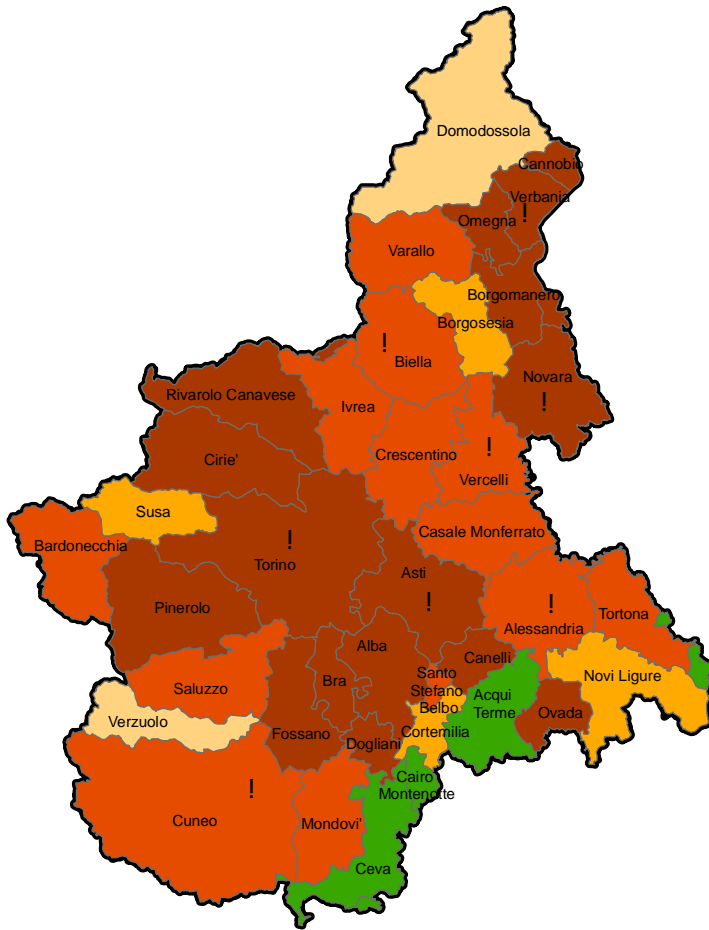 Domodossola
Cannobio
Verbania
!
Omegna
Varallo
Borgomanero
Borgosesia
!
Biella
Novara
!
Rivarolo Canavese
Ivrea
Cirie'
Crescentino
!
Vercelli
Susa
Bardonecchia
!
Torino
Casale Monferrato
Asti
!
Pinerolo
!
Alessandria
Tortona
Alba
Canelli
Santo
Stefano
Belbo
Novi Ligure
Saluzzo
Bra
Acqui
Terme
Verzuolo
Fossano
Dogliani
Cortemilia
Ovada
Cairo
Montenotte
!
Cuneo
Mondovi'
Ceva